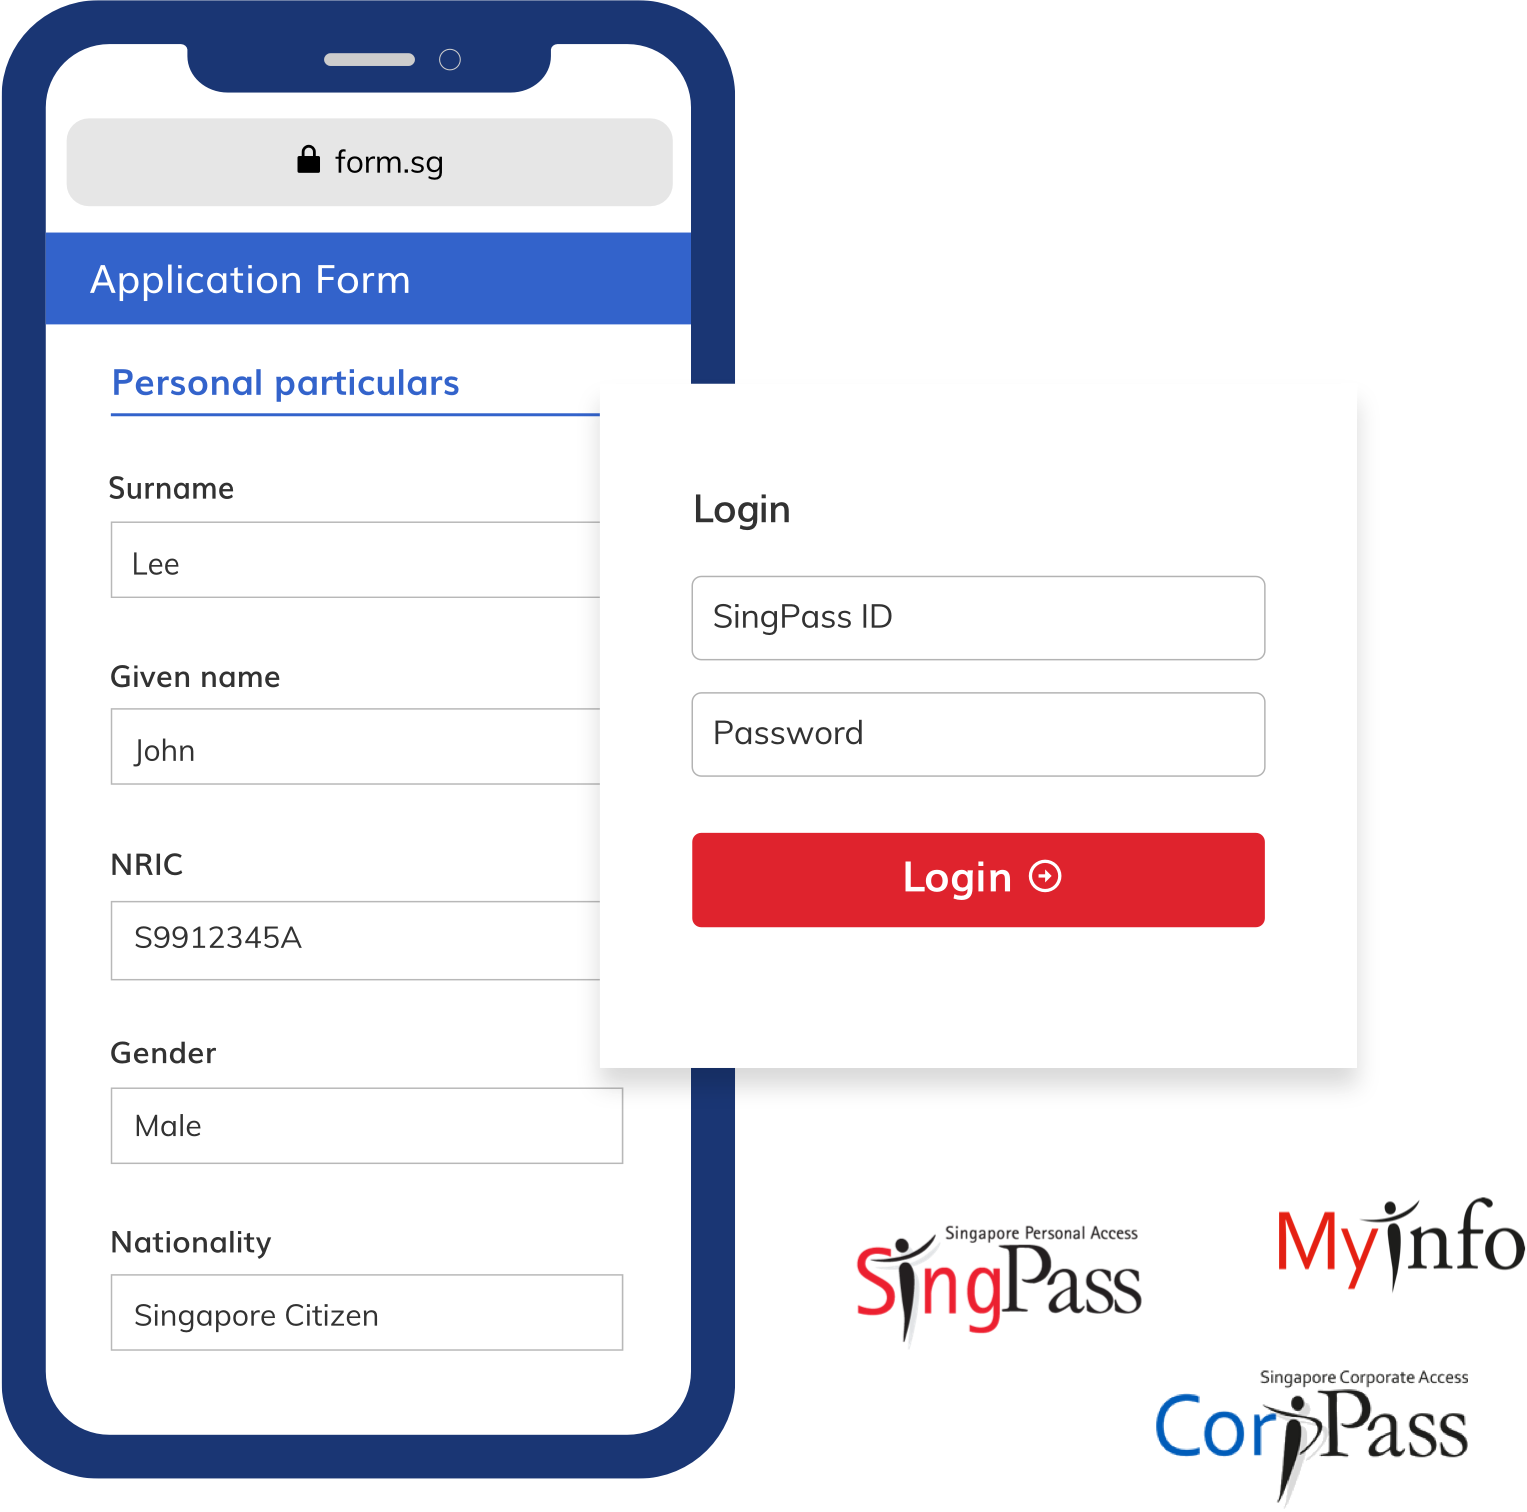 form.sg
Application Form
Personal particulars
Surname
Lee
Given name
John
NRIC
S9912345A
Gender
Male
Nationality
Singapore Citizen
Login
SingPass ID
Password
Login
Singapore Personal Access
SingPass
Myinfo
Singapore Corporate Access
CorpPass